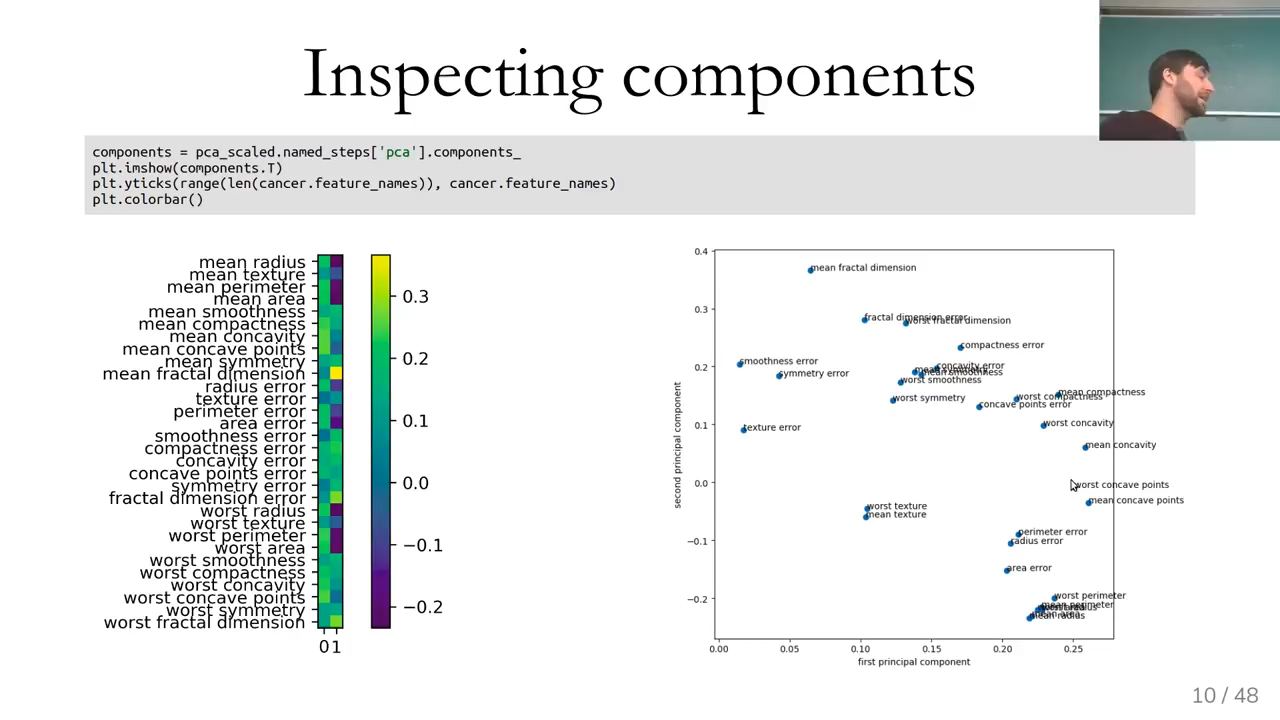 Inspecting components
components = pca_scaled.named_steps['pca'].components_
plt.imshow(components.T)
plt.yticks(range(len(cancer.feature_names)), cancer.feature_names)
plt.colorbar()
mean radius
mean texture
mean perimeter
mean area
mean smoothness
mean compactness
mean concavity
mean concave points
mean symmetry
mean fractal dimension
radius error
texture error
perimeter error
area error
smoothness error
compactness error
concavity error
concave points error
symmetry error
fractal dimension error
worst radius
worst texture
worst perimeter
worst area
worst smoothness
worst compactness
worst concavity
worst concave points
worst symmetry
worst fractal dimension
0 1
0.3
0.2
0.1
0.0
−0.1
−0.2
0.4
0.3
0.2
0.1
0.0
−0.1
−0.2
second principal component
mean fractal dimension
fractal dimension error
worst fractal dimension
compactness error
smoothness error
concavity error
symmetry error
mean smoothness
worst smoothness
mean compactness
worst compactness
worst symmetry
concave points error
worst concavity
texture error
mean concavity
worst concave points
mean concave points
worst texture
mean texture
perimeter error
radius error
area error
worst perimeter
mean perimeter
mean radius
0.00 0.05 0.10 0.15 0.20 0.25
first principal component
10 / 48